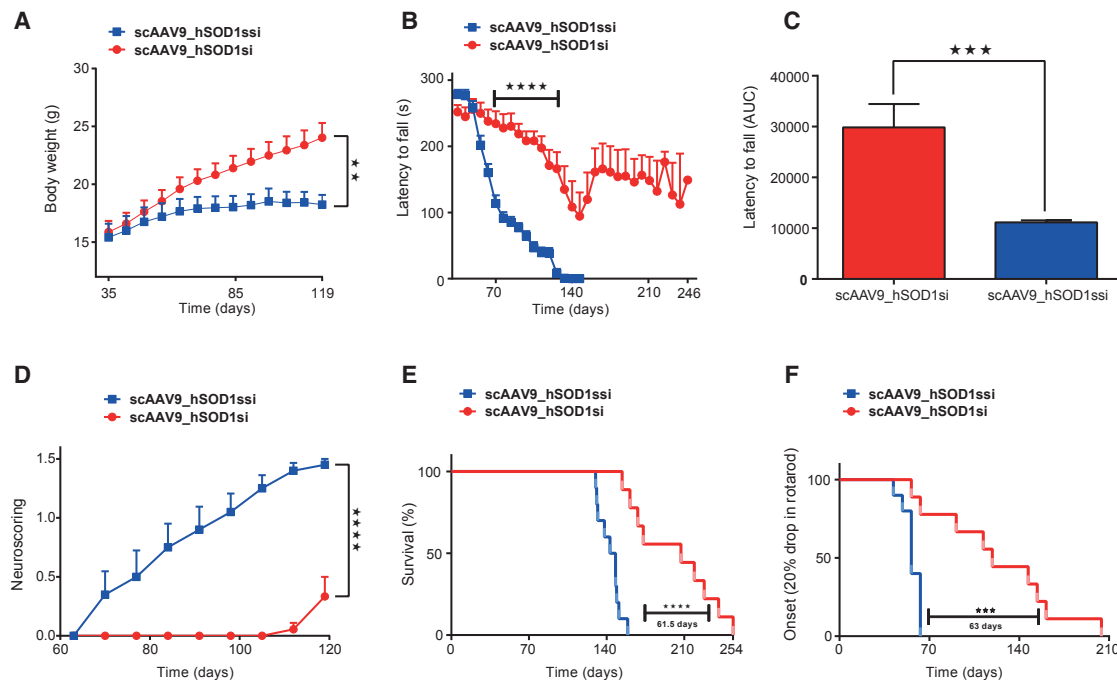 A
scAAV9_hSOD1ssi
scAAV9_hSOD1si
30
25
20
15
Body weight (g)
★★
35
85
119
Time (days)
B
scAAV9_hSOD1ssi
scAAV9_hSOD1si
300
200
100
0
Latency to fall (s)
★★★★
70
140
210
246
Time (days)
C
★★★
40000
30000
20000
10000
0
Latency to fall (AUC)
scAAV9_hSOD1si
scAAV9_hSOD1ssi
D
scAAV9_hSOD1ssi
scAAV9_hSOD1si
1.5
1.0
0.5
0.0
Neuroscoring
★★★★
60
80
100
120
Time (days)
E
scAAV9_hSOD1ssi
scAAV9_hSOD1si
100
50
Survival (%)
★★★★
61.5 days
0
70
140
210
254
Time (days)
F
scAAV9_hSOD1ssi
scAAV9_hSOD1si
100
50
0
Onset (20% drop in rotarod)
★★★
63 days
0
70
140
210
Time (days)